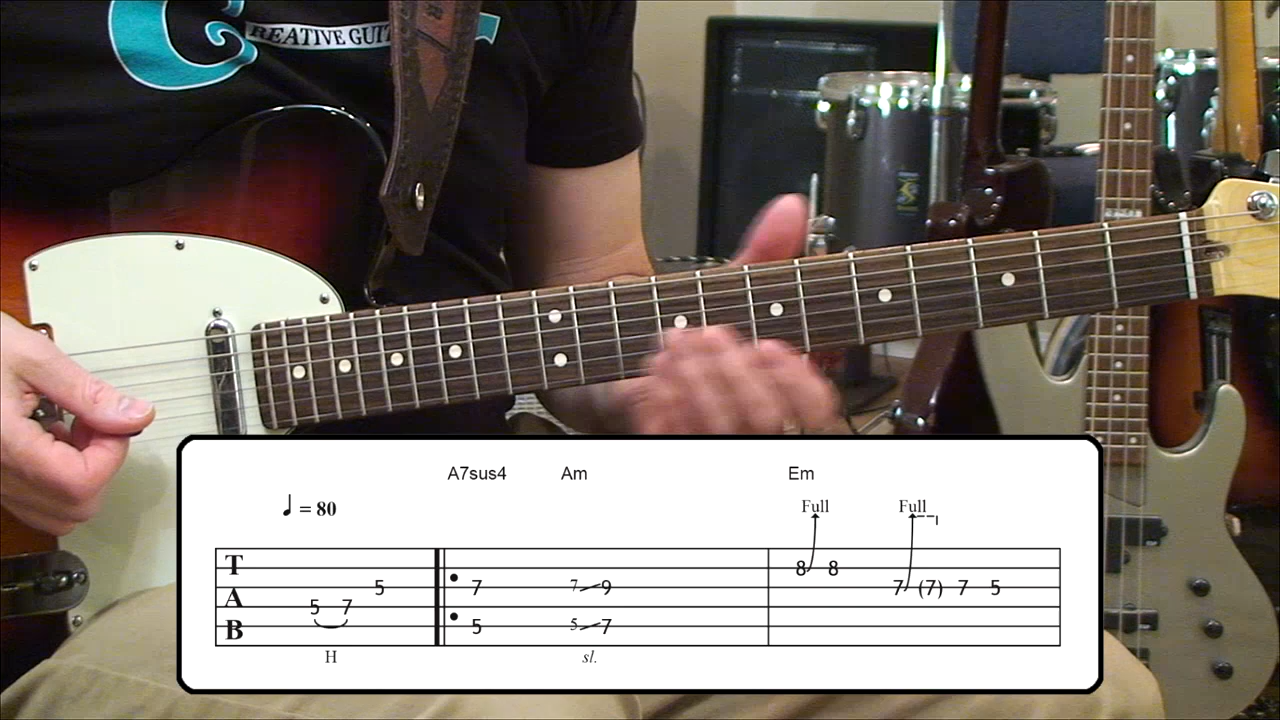 CREATIVE GUIT
A7sus4 Am Em
♩ = 80 Full Full
T 8 8
7 7 9 7 (7) 7 5
A 5
5 7
B 5 5 7
H sl.